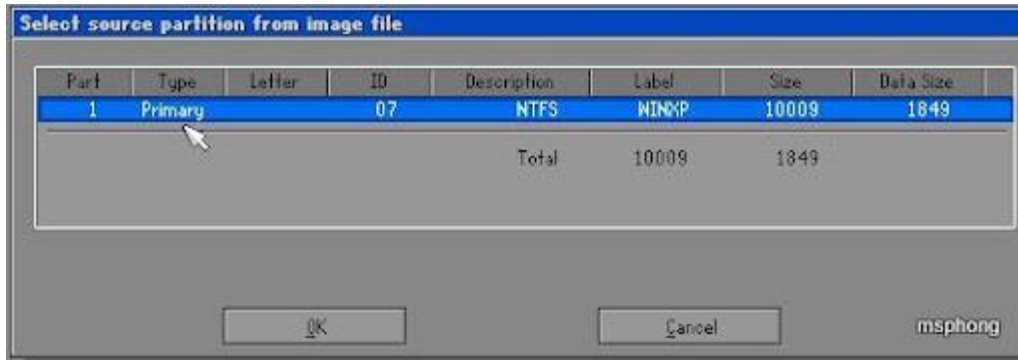 Select source partition from image file
Part Type Letter ID Description Label Size Data Size
1 Primary 07 NTFS WINXP 10009 1849
Total 10009 1849
OK Cancel
msphong